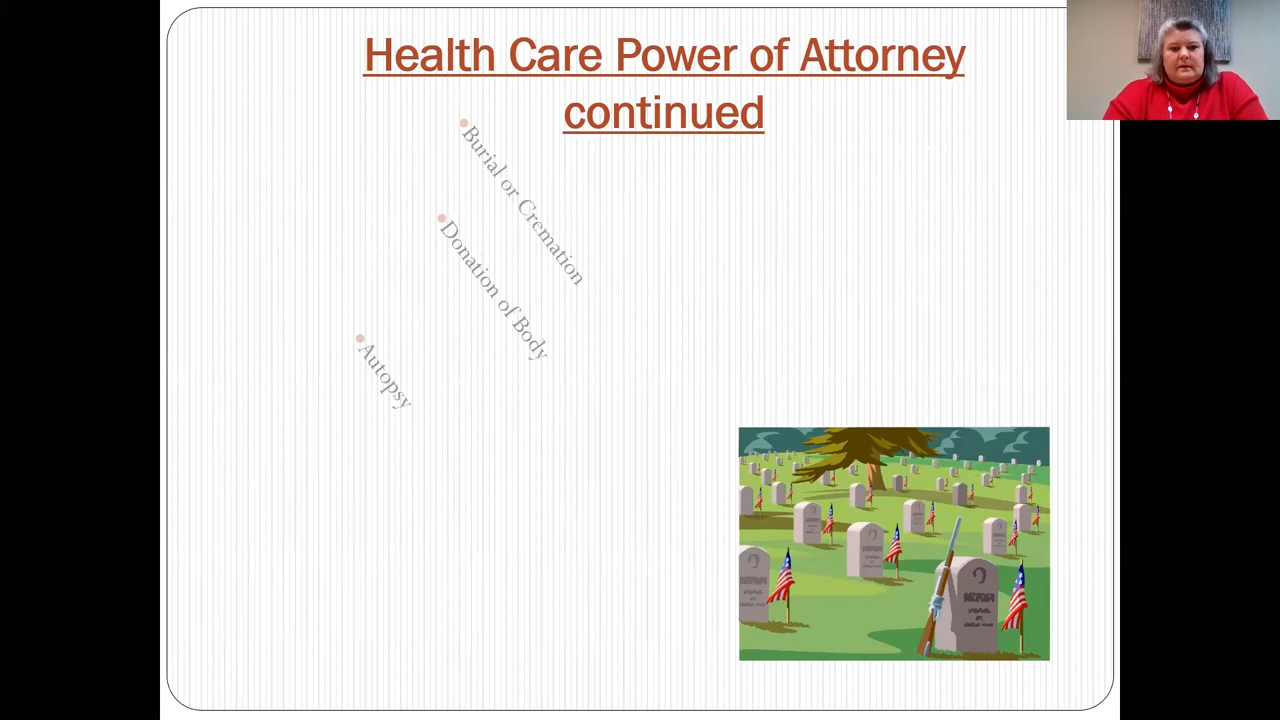 Health Care Power of Attorney
continued
Burial or Cremation
Donation of Body
Autopsy